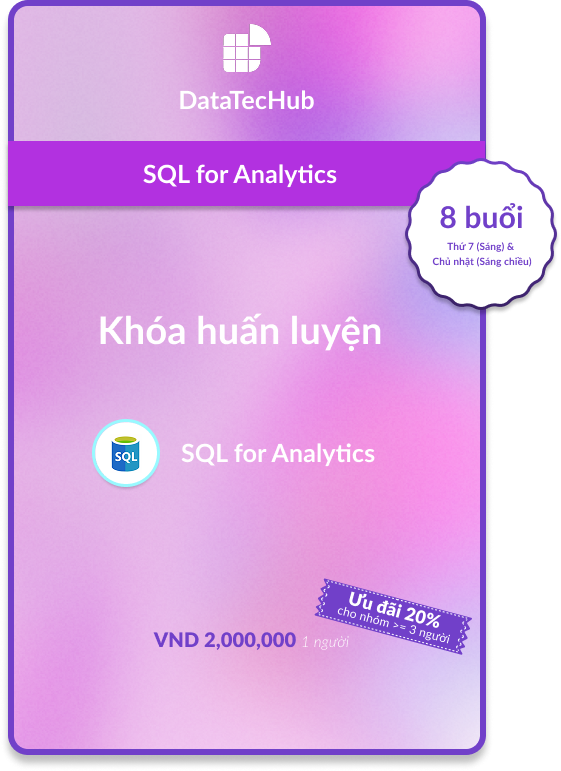 DataTecHub
SQL for Analytics
8 buổi
Thứ 7 (Sáng) &
Chủ nhật (Sáng chiều)
Khóa huấn luyện
SQL
SQL for Analytics
Ưu đãi 20%
cho nhóm >= 3 người
VND 2,000,000 1 người